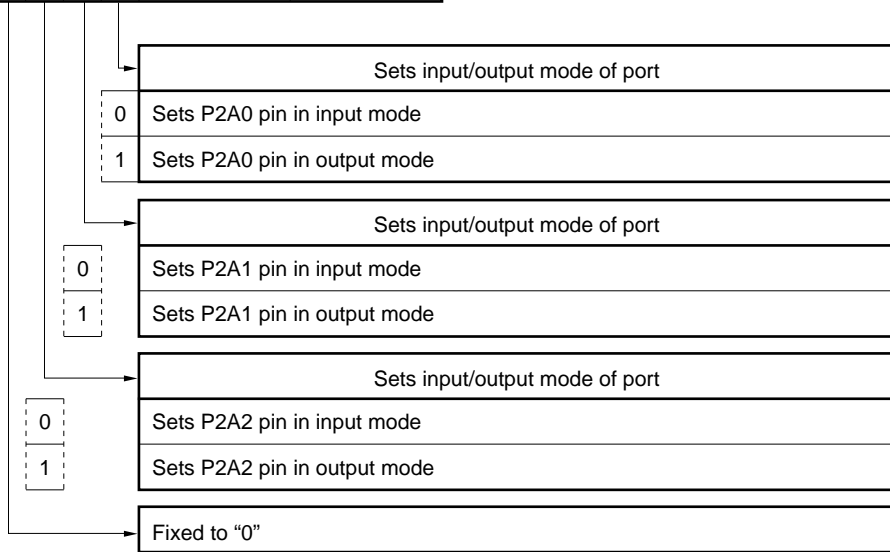 Sets input/output mode of port
0 Sets P2A0 pin in input mode
1 Sets P2A0 pin in output mode
Sets input/output mode of port
0 Sets P2A1 pin in input mode
1 Sets P2A1 pin in output mode
Sets input/output mode of port
0 Sets P2A2 pin in input mode
1 Sets P2A2 pin in output mode
Fixed to “0”